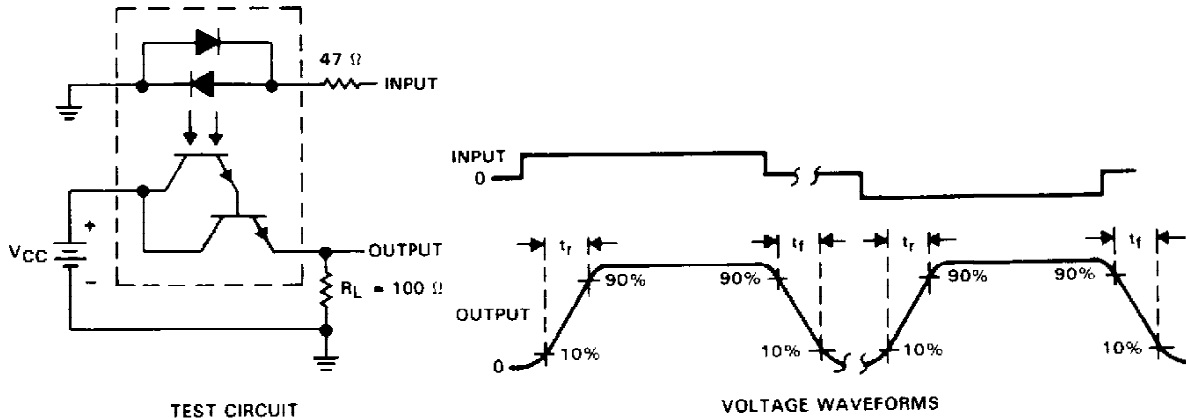 47 Ω
INPUT
+
VCC
−
OUTPUT
RL = 100 Ω
TEST CIRCUIT
INPUT
0
tr
tf
tr
tf
90%
90%
90%
90%
OUTPUT
10%
10%
10%
10%
0
VOLTAGE WAVEFORMS